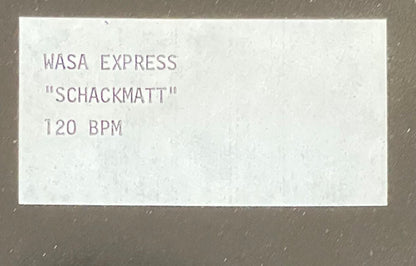 WASA EXPRESS
"SCHACKMATT"
120 BPM